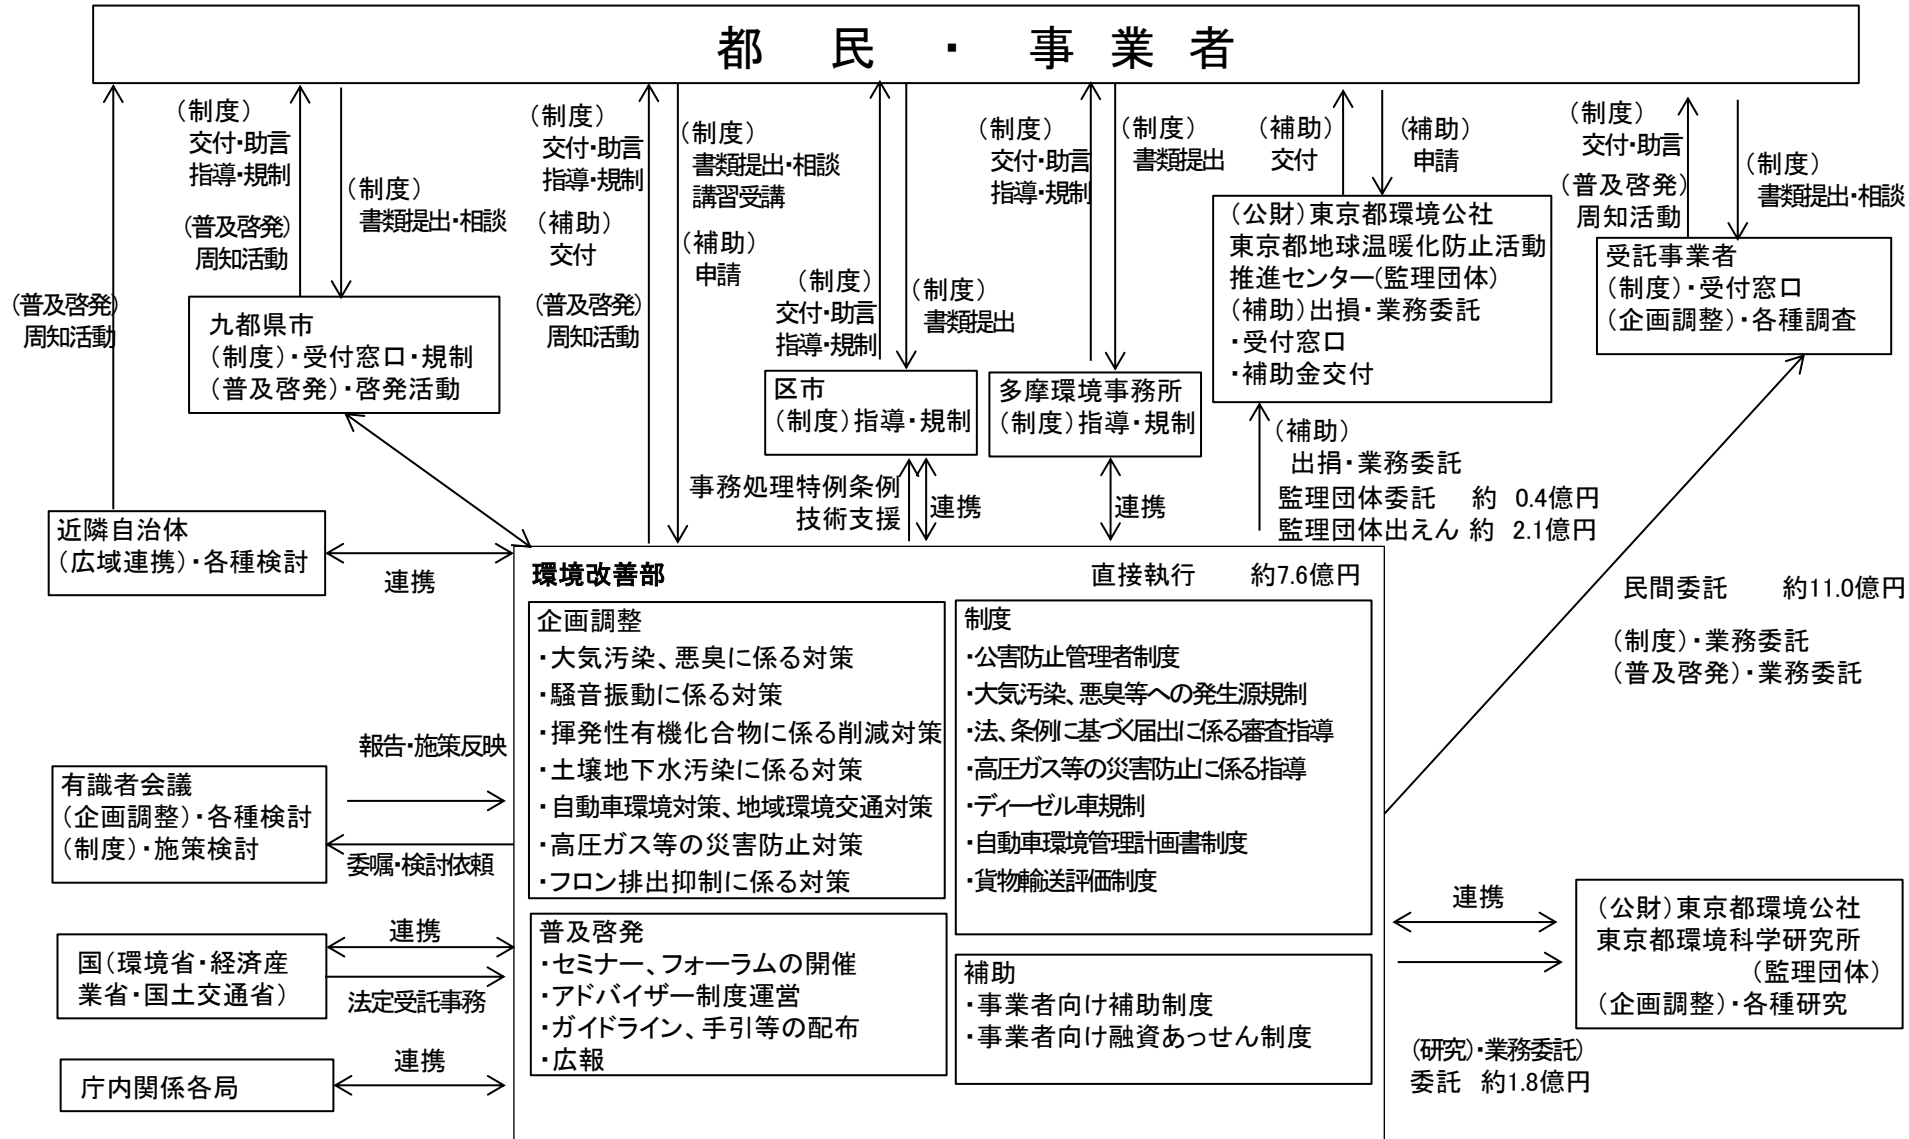 都民・事業者
(普及啓発)
周知活動
(制度)
交付・助言
指導・規制
(普及啓発)
周知活動
(制度)
書類提出・相談
(制度)
交付・助言
指導・規制
(補助)
交付
(普及啓発)
周知活動
(制度)
書類提出・相談
講習受講
(補助)
申請
(制度)
交付・助言
指導・規制
(制度)
書類提出
(制度)
交付・助言
指導・規制
(制度)
書類提出
(補助)
交付
(補助)
申請
(制度)
交付・助言
(普及啓発)
周知活動
(制度)
書類提出・相談
九都県市
(制度)・受付窓口・規制
(普及啓発)・啓発活動
区市
(制度)指導・規制
多摩環境事務所
(制度)指導・規制
(公財)東京都環境公社
東京都地球温暖化防止活動
推進センター(監理団体)
(補助)出損・業務委託
・受付窓口
・補助金交付
受託事業者
(制度)・受付窓口
(企画調整)・各種調査
事務処理特例条例
技術支援
連携
連携
(補助)
出損・業務委託
監理団体委託 約 0.4億円
監理団体出えん 約 2.1億円
近隣自治体
(広域連携)・各種検討
連携
民間委託 約11.0億円
(制度)・業務委託
(普及啓発)・業務委託
環境改善部 直接執行 約7.6億円
企画調整
・大気汚染、悪臭に係る対策
・騒音振動に係る対策
・揮発性有機化合物に係る削減対策
・土壌地下水汚染に係る対策
・自動車環境対策、地域環境交通対策
・高圧ガス等の災害防止対策
・フロン排出抑制に係る対策
制度
・公害防止管理者制度
・大気汚染、悪臭等への発生源規制
・法、条例に基づく届出に係る審査指導
・高圧ガス等の災害防止に係る指導
・ディーゼル車規制
・自動車環境管理計画書制度
・貨物輸送評価制度
普及啓発
・セミナー、フォーラムの開催
・アドバイザー制度運営
・ガイドライン、手引等の配布
・広報
補助
・事業者向け補助制度
・事業者向け融資あっせん制度
報告・施策反映
有識者会議
(企画調整)・各種検討
(制度)・施策検討
委嘱・検討依頼
国(環境省・経済産
業省・国土交通省)
連携
法定受託事務
庁内関係各局
連携
連携
(公財)東京都環境公社
東京都環境科学研究所
(監理団体)
(企画調整)・各種研究
(研究)・業務委託)
委託 約1.8億円